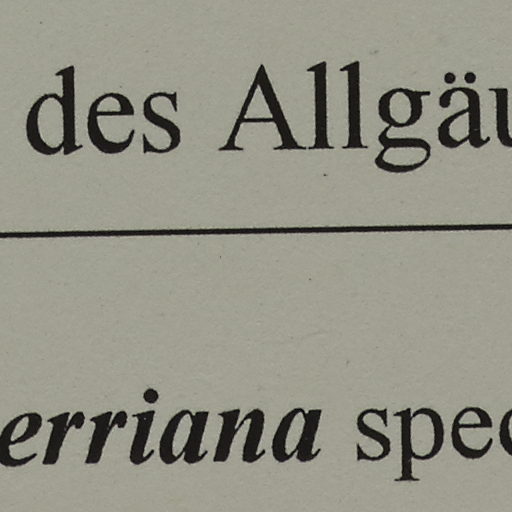 des Allgäu
erriana spec